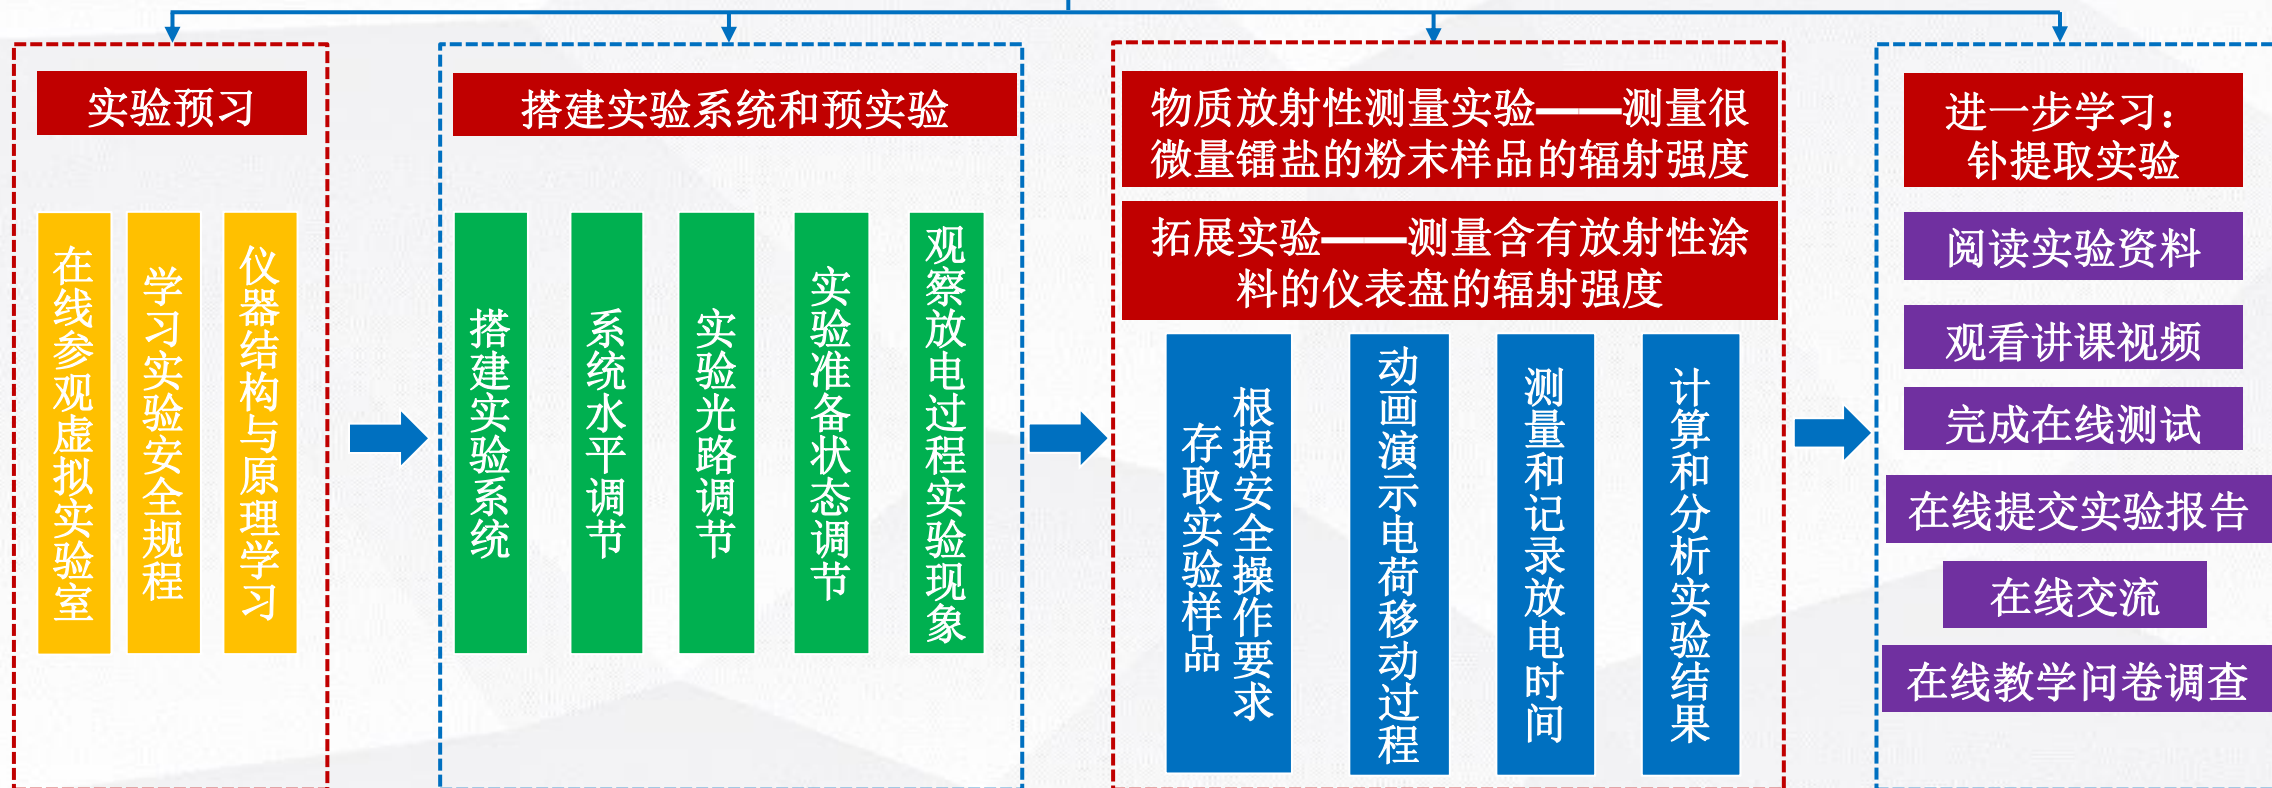 实验预习
在线参观虚拟实验室
学习实验安全规程
仪器结构与原理学习
搭建实验系统和预实验
搭建实验系统
系统水平调节
实验光路调节
实验准备状态调节
观察放电过程实验现象
物质放射性测量实验——测量很
微量镭盐的粉末样品的辐射强度
拓展实验——测量含有放射性涂
料的仪表盘的辐射强度
根据安全操作要求
存取实验样品
动画演示电荷移动过程
测量和记录放电时间
计算和分析实验结果
进一步学习：
钋提取实验
阅读实验资料
观看讲课视频
完成在线测试
在线提交实验报告
在线交流
在线教学问卷调查